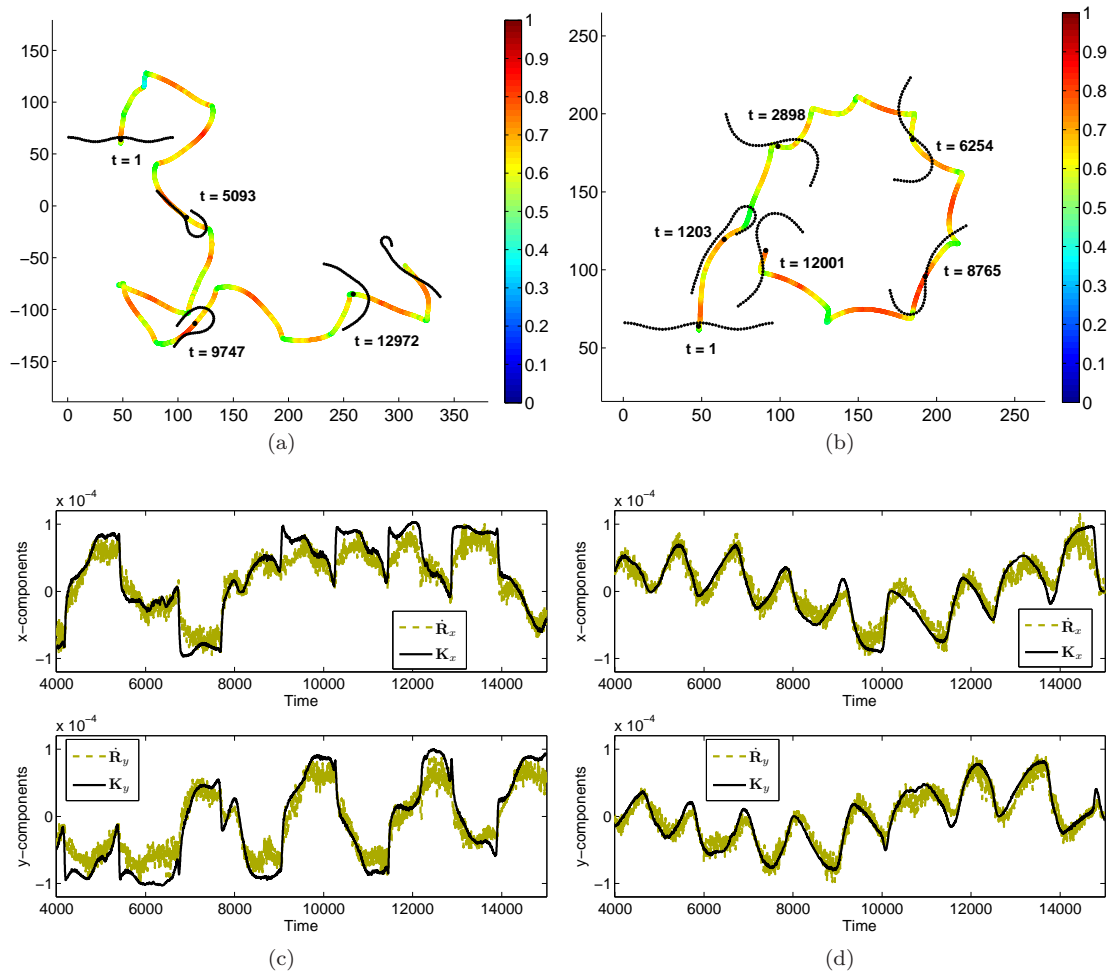 150
100
50
0
−50
−100
−150
0 50 100 150 200 250 300 350
t = 1
t = 5093
t = 9747
t = 12972
1
0.9
0.8
0.7
0.6
0.5
0.4
0.3
0.2
0.1
0
(a)
250
200
150
100
50
0 50 100 150 200 250
t = 2898
t = 6254
t = 1203
t = 12001
t = 8765
t = 1
1
0.9
0.8
0.7
0.6
0.5
0.4
0.3
0.2
0.1
0
(b)
x 10⁻⁴
1
0
−1
x−components
Ṙₓ
Kₓ
4000 6000 8000 10000 12000 14000
Time
x 10⁻⁴
1
0
−1
y−components
Ṙ_y
K_y
4000 6000 8000 10000 12000 14000
Time
(c)
x 10⁻⁴
1
0
−1
x−components
Ṙₓ
Kₓ
4000 6000 8000 10000 12000 14000
Time
x 10⁻⁴
1
0
−1
y−components
Ṙ_y
K_y
4000 6000 8000 10000 12000 14000
Time
(d)